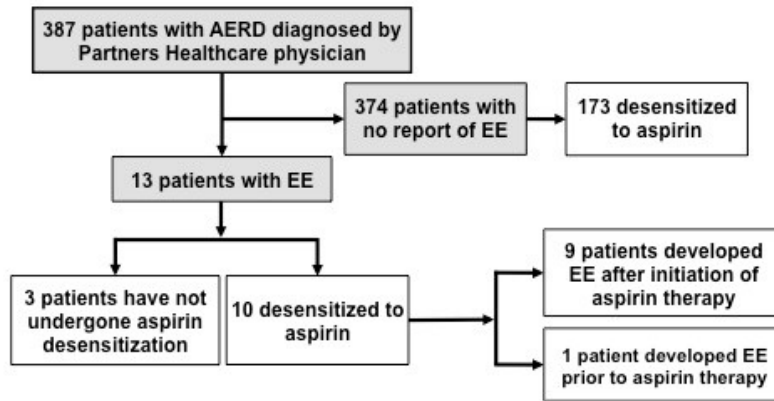 387 patients with AERD diagnosed by
Partners Healthcare physician
374 patients with
no report of EE
173 desensitized
to aspirin
13 patients with EE
3 patients have not
undergone aspirin
desensitization
10 desensitized to
aspirin
9 patients developed
EE after initiation of
aspirin therapy
1 patient developed EE
prior to aspirin therapy